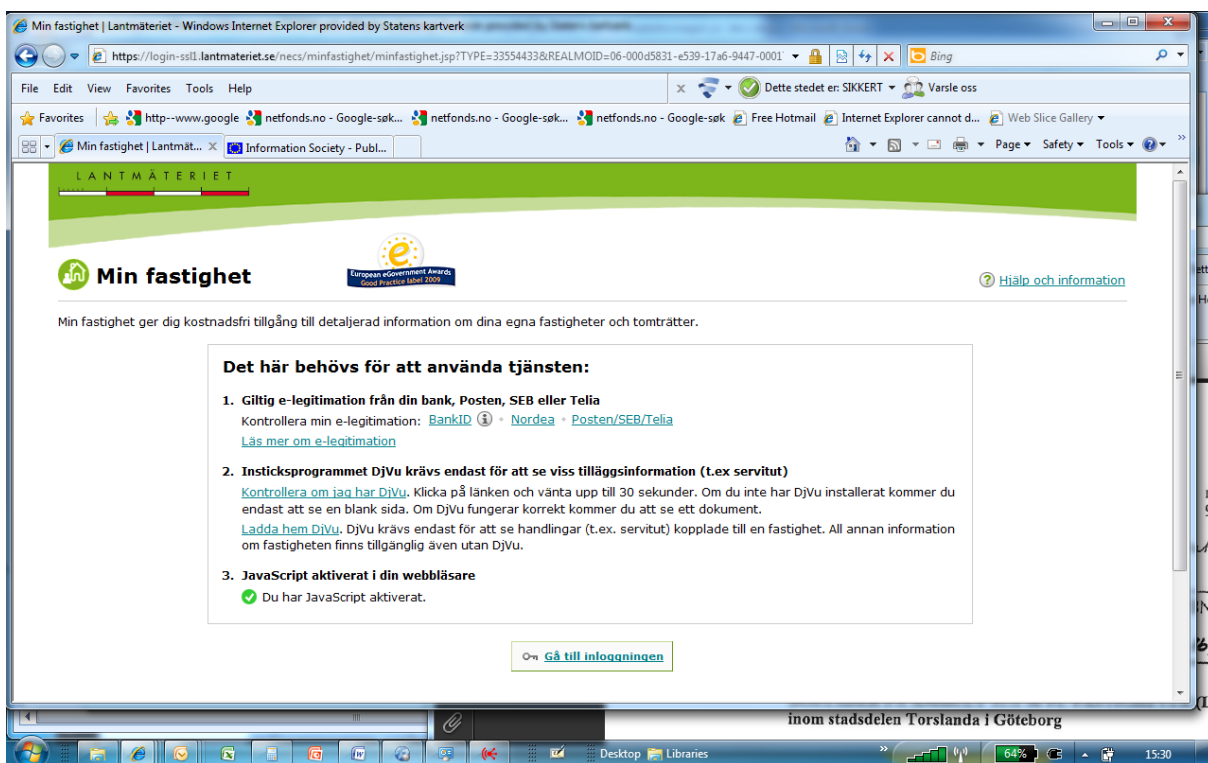 Min fastighet | Lantmäteriet - Windows Internet Explorer provided by Statens kartverk
https://login-ssl1.lantmateriet.se/necs/minfastighet/minfastighet.jsp?TYPE=33554433&REALMOID=06-000d5831-e539-17a6-9447-0001 Bing
File Edit View Favorites Tools Help x Dette stedet er: SIKKERT Varsle oss
Favorites http--www.google netfonds.no - Google-søk... netfonds.no - Google-søk... netfonds.no - Google-søk Free Hotmail Internet Explorer cannot d... Web Slice Gallery
Min fastighet | Lantmät... Information Society - Publ... Page Safety Tools
LANTMÄTERIET
European eGovernment Awards
Good Practice label 2009
Min fastighet
Hjälp och information
Min fastighet ger dig kostnadsfri tillgång till detaljerad information om dina egna fastigheter och tomträtter.
Det här behövs för att använda tjänsten:
1. Giltig e-legitimation från din bank, Posten, SEB eller Telia
Kontrollera min e-legitimation: BankID Nordea Posten/SEB/Telia
Läs mer om e-legitimation
2. Insticksprogrammet DjVu krävs endast för att se viss tilläggsinformation (t.ex servitut)
Kontrollera om jag har DjVu. Klicka på länken och vänta upp till 30 sekunder. Om du inte har DjVu installerat kommer du
endast att se en blank sida. Om DjVu fungerar korrekt kommer du att se ett dokument.
Ladda hem DjVu. DjVu krävs endast för att se handlingar (t.ex. servitut) kopplade till en fastighet. All annan information
om fastigheten finns tillgänglig även utan DjVu.
3. JavaScript aktiverat i din webbläsare
Du har JavaScript aktiverat.
Gå till inloggningen
inom stadsdelen Torslanda i Göteborg
Desktop Libraries 64% 15:30